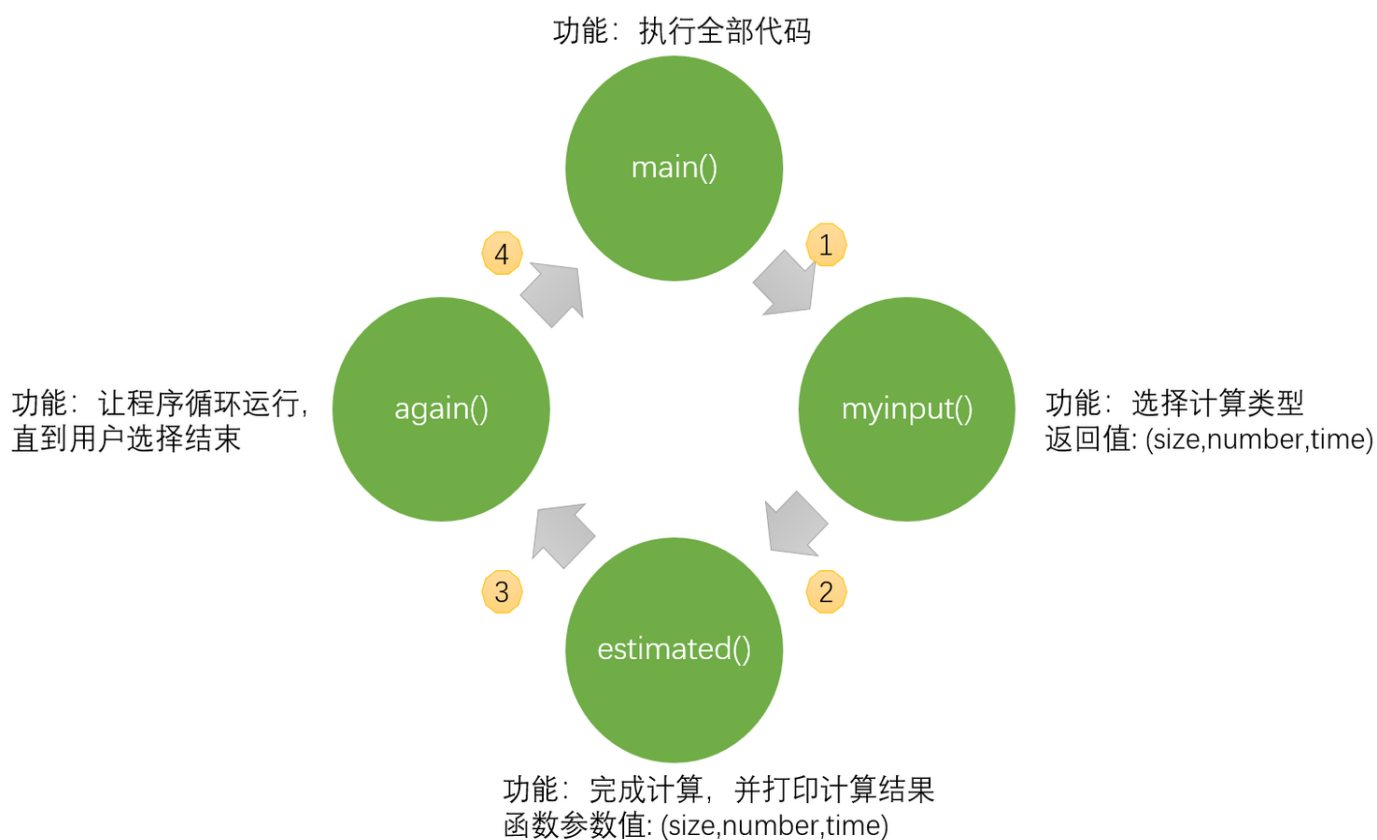 功能：执行全部代码
main()
4
1
again()
myinput()
功能：让程序循环运行，
直到用户选择结束
功能：选择计算类型
返回值: (size,number,time)
3
2
estimated()
功能：完成计算，并打印计算结果
函数参数值: (size,number,time)